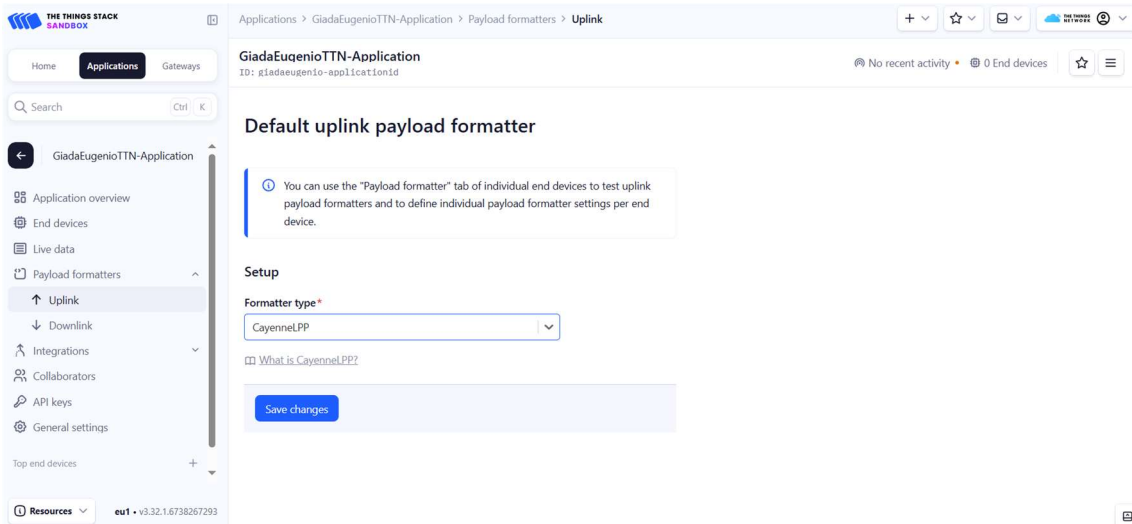 THE THINGS STACK
SANDBOX
Applications > GiadaEugenioTTN-Application > Payload formatters > Uplink
THE THINGS
NETWORK
GiadaEugenioTTN-Application
ID: giadaeugenio-applicationid
No recent activity • 0 End devices
Home Applications Gateways
Search Ctrl K
GiadaEugenioTTN-Application
Application overview
End devices
Live data
Payload formatters
Uplink
Downlink
Integrations
Collaborators
API keys
General settings
Top end devices +
Resources eu1 • v3.32.1.6738267293
Default uplink payload formatter
You can use the "Payload formatter" tab of individual end devices to test uplink
payload formatters and to define individual payload formatter settings per end
device.
Setup
Formatter type*
CayenneLPP
What is CayenneLPP?
Save changes